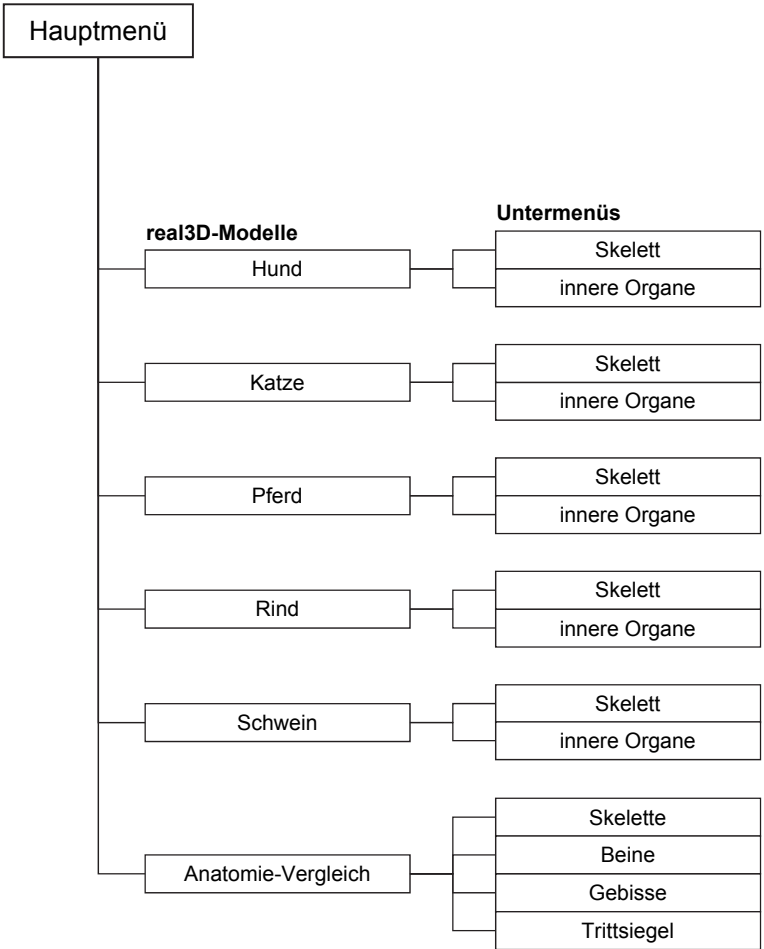 Hauptmenü
Untermenüs
real3D-Modelle
Hund
Skelett
innere Organe
Katze
Skelett
innere Organe
Pferd
Skelett
innere Organe
Rind
Skelett
innere Organe
Schwein
Skelett
innere Organe
Anatomie-Vergleich
Skelette
Beine
Gebisse
Trittsiegel